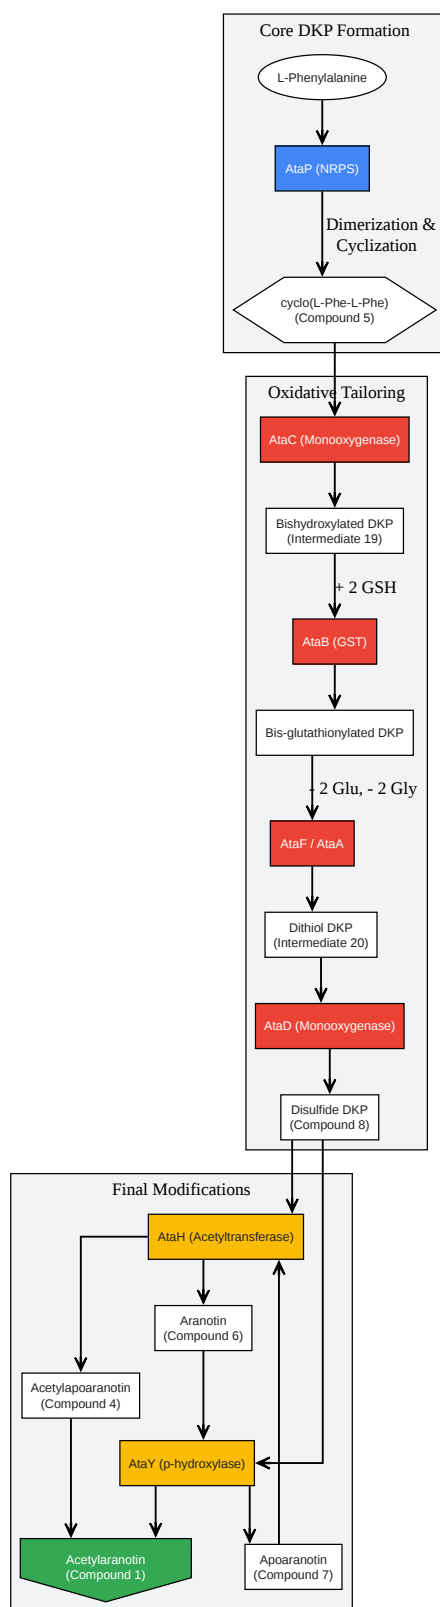 Core DKP Formation
L-Phenylalanine
AtaP (NRPS)
Dimerization &
Cyclization
cyclo(L-Phe-L-Phe)
(Compound 5)
Oxidative Tailoring
AtaC (Monooxygenase)
Bishydroxylated DKP
(Intermediate 19)
+ 2 GSH
AtaB (GST)
Bis-glutathionylated DKP
- 2 Glu, - 2 Gly
AtaF / AtaA
Dithiol DKP
(Intermediate 20)
AtaD (Monooxygenase)
Disulfide DKP
(Compound 8)
Final Modifications
AtaH (Acetyltransferase)
Aranotin
(Compound 6)
Acetylapoaranotin
(Compound 4)
AtaY (p-hydroxylase)
Acetylaranotin
(Compound 1)
Apoaranotin
(Compound 7)